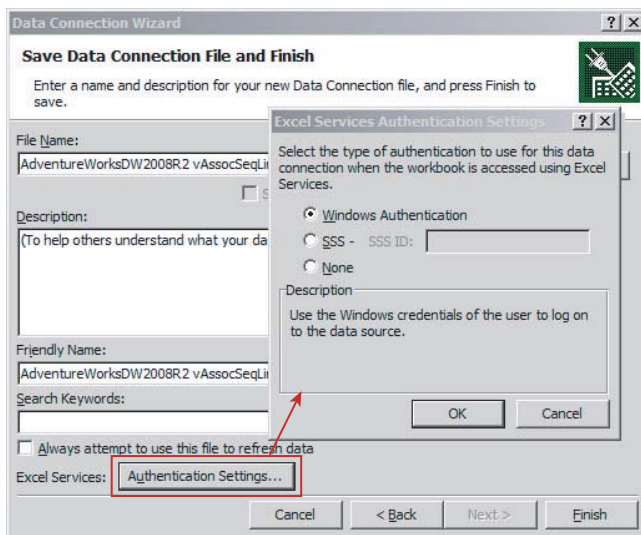 Data Connection Wizard
Save Data Connection File and Finish
Enter a name and description for your new Data Connection file, and press Finish to
save.
File Name:
AdventureWorksDW2008R2 vAssocSeqLi
Description:
(To help others understand what your da
Friendly Name:
AdventureWorksDW2008R2 vAssocSeqLi
Search Keywords:
Always attempt to use this file to refresh data
Excel Services: Authentication Settings...
Cancel < Back Next > Finish
Excel Services Authentication Settings
Select the type of authentication to use for this data
connection when the workbook is accessed using Excel
Services.
Windows Authentication
SSS - SSS ID:
None
Description
Use the Windows credentials of the user to log on
to the data source.
OK Cancel